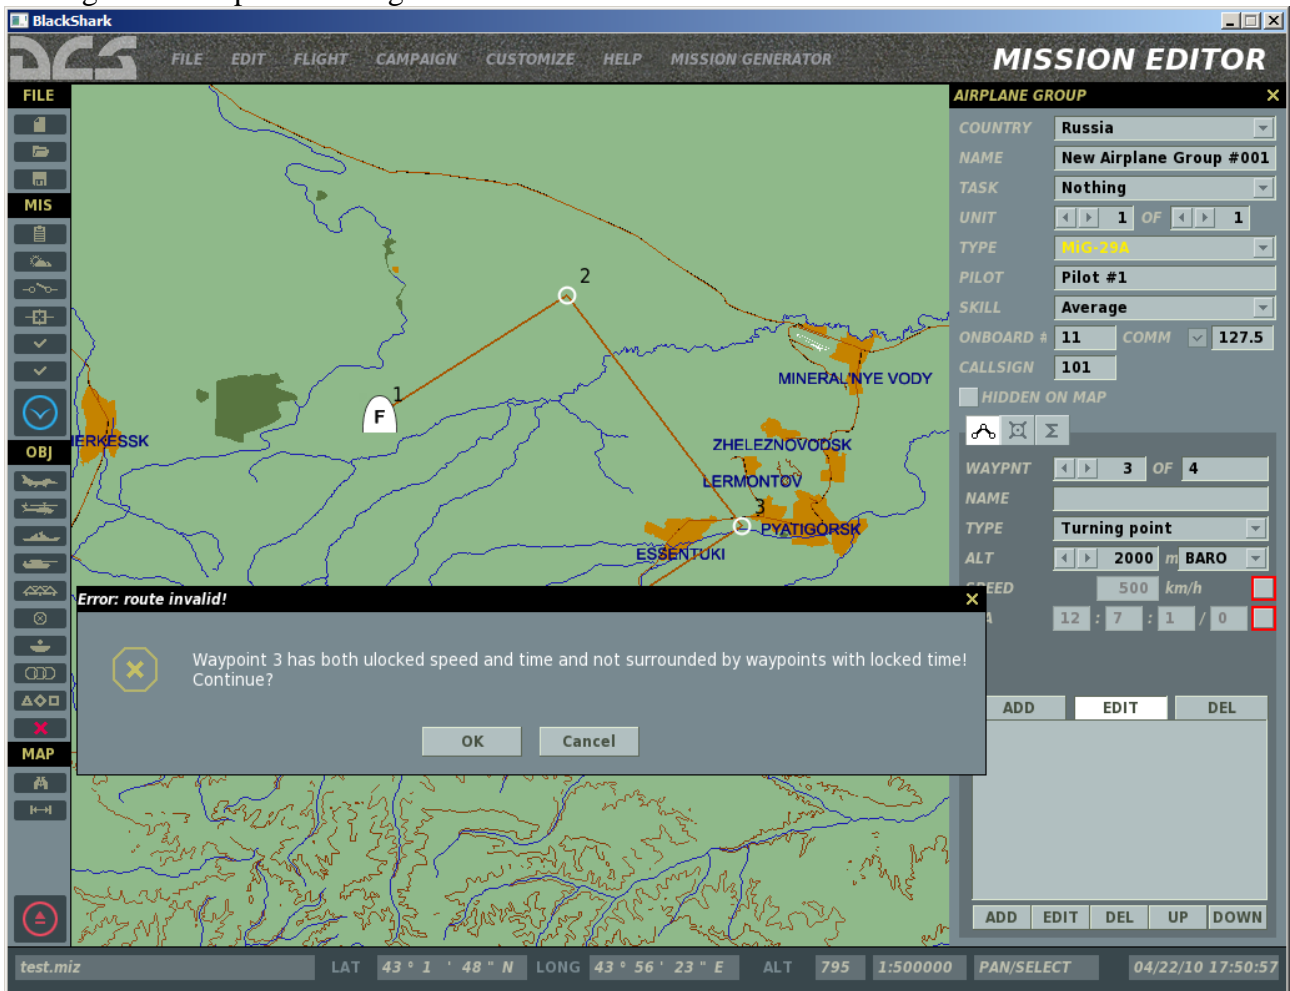 BlackShark
DCS FILE EDIT FLIGHT CAMPAIGN CUSTOMIZE HELP MISSION GENERATOR MISSION EDITOR
FILE
MIS
OBJ
MAP
AIRPLANE GROUP
COUNTRY Russia
NAME New Airplane Group #001
TASK Nothing
UNIT 1 OF 1
TYPE MiG-29A
PILOT Pilot #1
SKILL Average
ONBOARD # 11 COMM 127.5
CALLSIGN 101
HIDDEN ON MAP
WAYPNT 3 OF 4
NAME
TYPE Turning point
ALT 2000 m BARO
SPEED 500 km/h
12 : 7 : 1 / 0
ADD EDIT DEL
ADD EDIT DEL UP DOWN
2
1
F
3
MINERAL'NYE VODY
ERKESSK
ZHELEZNOVODSK
LERMONTOV
PYATIGORSK
ESSENTUKI
Error: route invalid!
Waypoint 3 has both ulocked speed and time and not surrounded by waypoints with locked time!
Continue?
OK Cancel
test.miz LAT 43 ° 1 ' 48 " N LONG 43 ° 56 ' 23 " E ALT 795 1:500000 PAN/SELECT 04/22/10 17:50:57